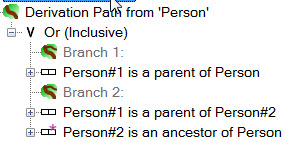 Derivation Path from 'Person'
V Or (Inclusive)
Branch 1:
Person#1 is a parent of Person
Branch 2:
Person#1 is a parent of Person#2
Person#2 is an ancestor of Person